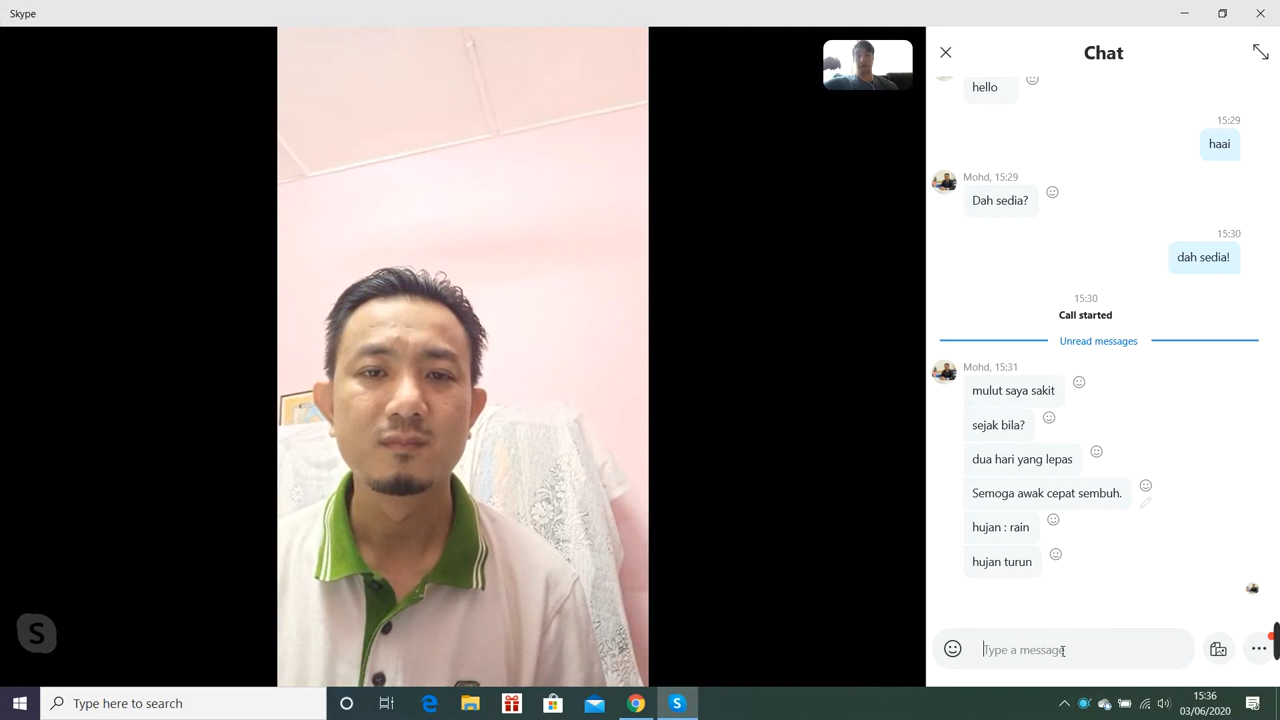 Skype
Chat
hello
15:29
haai
Mohd, 15:29
Dah sedia?
15:30
dah sedia!
15:30
Call started
Unread messages
Mohd, 15:31
mulut saya sakit
sejak bila?
dua hari yang lepas
Semoga awak cepat sembuh.
hujan : rain
hujan turun
S
Type a message
Type here to search
15:36
03/06/2020